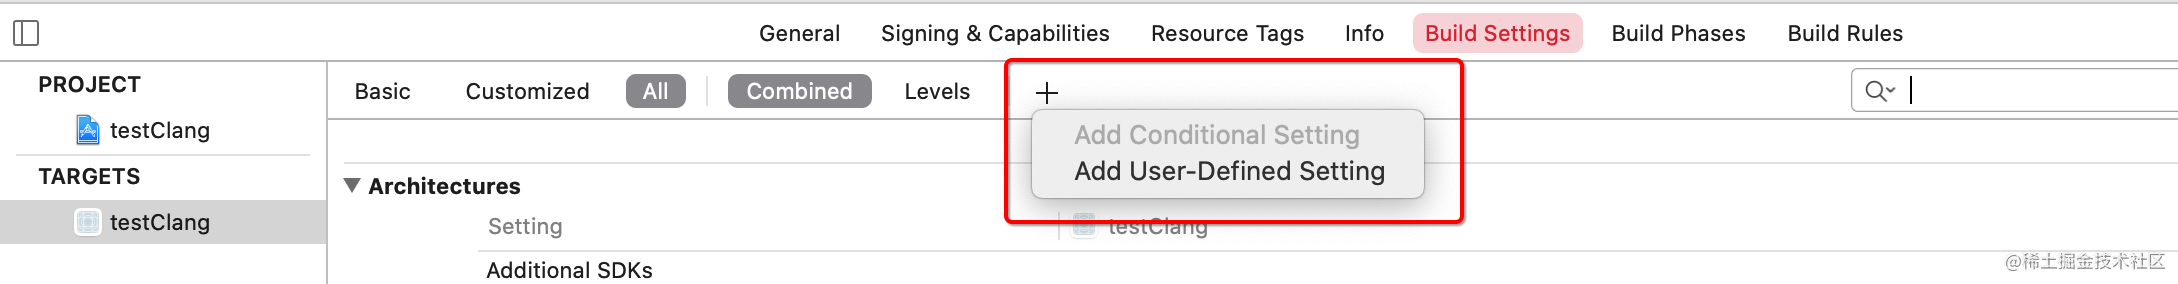 General Signing & Capabilities Resource Tags Info Build Settings Build Phases Build Rules
PROJECT
testClang
TARGETS
testClang
Basic Customized All Combined Levels
Add Conditional Setting
Add User-Defined Setting
Architectures
Setting testClang
Additional SDKs
@稀土掘金技术社区